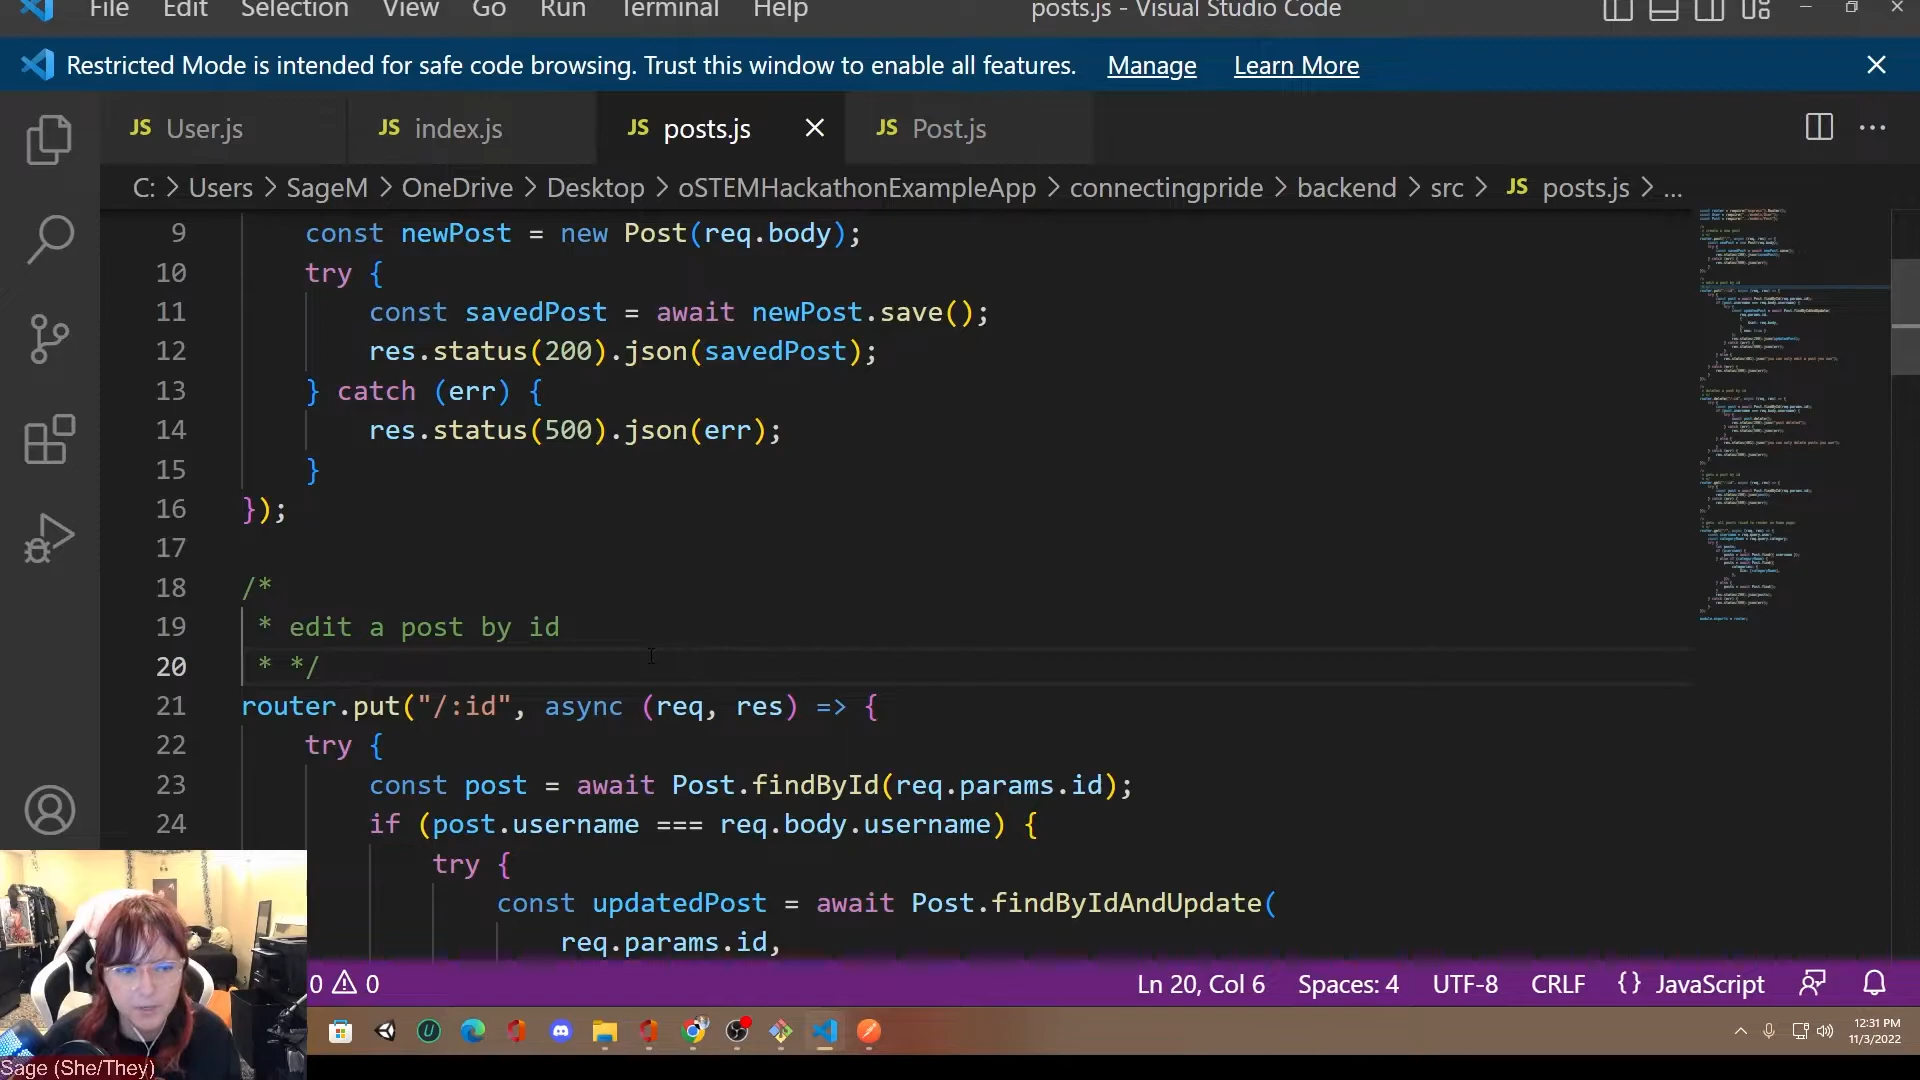 File Edit Selection View Go Run Terminal Help posts.js - Visual Studio Code
Restricted Mode is intended for safe code browsing. Trust this window to enable all features. Manage Learn More
JS User.js JS index.js JS posts.js JS Post.js
C: > Users > SageM > OneDrive > Desktop > oSTEMHackathonExampleApp > connectingpride > backend > src > JS posts.js > ...
9 const newPost = new Post(req.body);
10 try {
11 const savedPost = await newPost.save();
12 res.status(200).json(savedPost);
13 } catch (err) {
14 res.status(500).json(err);
15 }
16 });
17
18 /*
19 * edit a post by id
20 * */
21 router.put("/:id", async (req, res) => {
22 try {
23 const post = await Post.findById(req.params.id);
24 if (post.username === req.body.username) {
try {
const updatedPost = await Post.findByIdAndUpdate(
req.params.id,
0 0 Ln 20, Col 6 Spaces: 4 UTF-8 CRLF {} JavaScript
12:31 PM
11/3/2022
Sage (She/They)